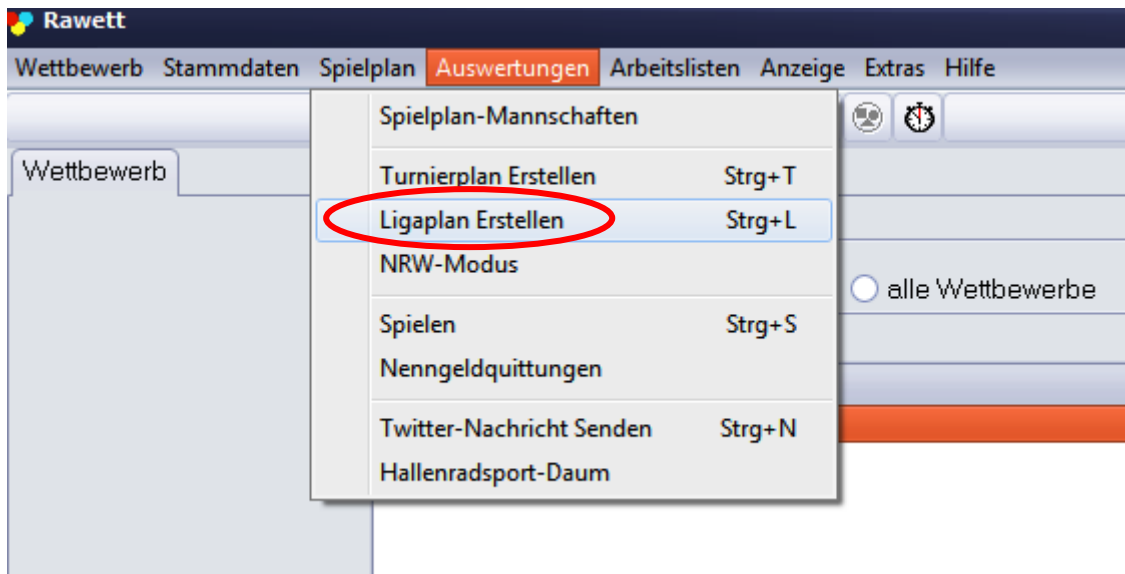 Rawett
Wettbewerb Stammdaten Spielplan Auswertungen Arbeitslisten Anzeige Extras Hilfe
Spielplan-Mannschaften
Wettbewerb
Turnierplan Erstellen Strg+T
Ligaplan Erstellen Strg+L
NRW-Modus
alle Wettbewerbe
Spielen Strg+S
Nenngeldquittungen
Twitter-Nachricht Senden Strg+N
Hallenradsport-Daum